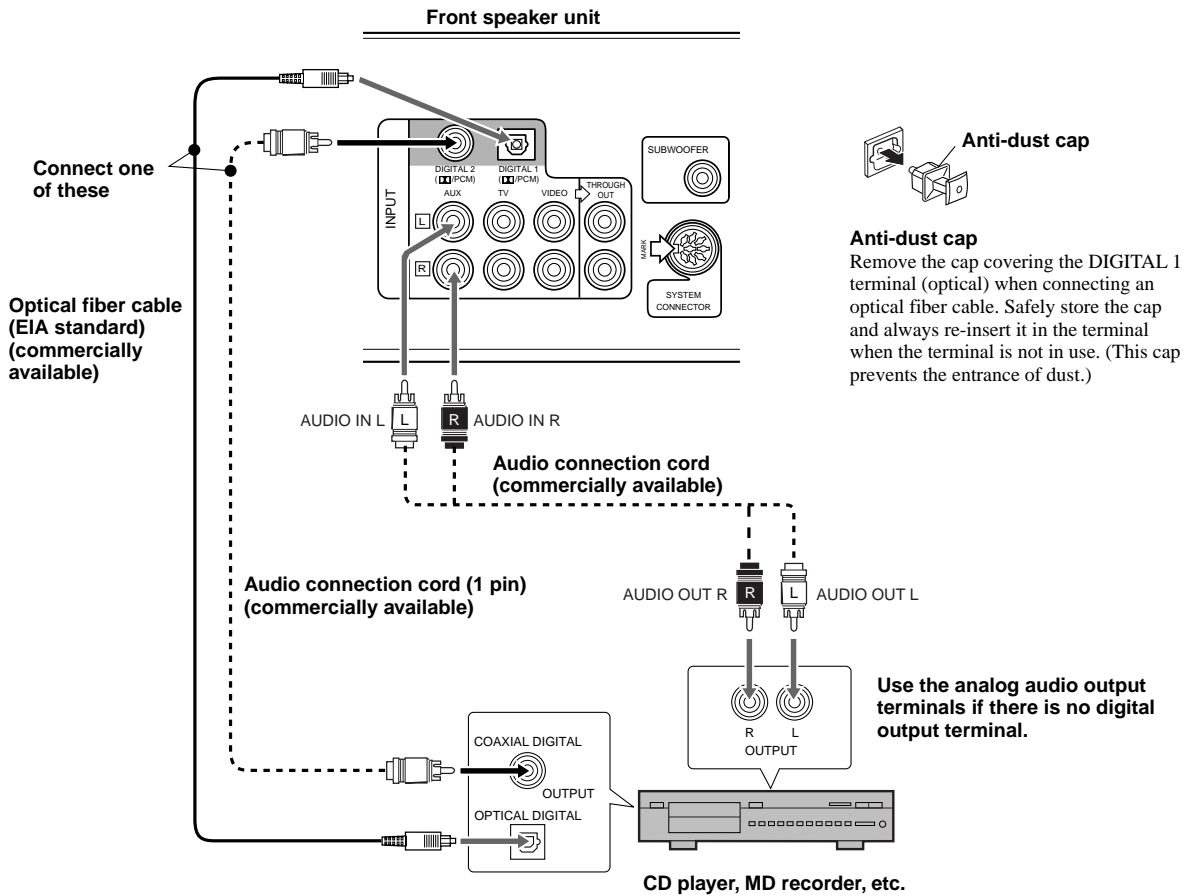 Front speaker unit
Connect one
of these
INPUT
DIGITAL 2
(/PCM)
DIGITAL 1
(/PCM)
AUX
TV
VIDEO
THROUGH
OUT
L
R
SUBWOOFER
MARK
SYSTEM
CONNECTOR
Anti-dust cap
Anti-dust cap
Remove the cap covering the DIGITAL 1
terminal (optical) when connecting an
optical fiber cable. Safely store the cap
and always re-insert it in the terminal
when the terminal is not in use. (This cap
prevents the entrance of dust.)
Optical fiber cable
(EIA standard)
(commercially
available)
AUDIO IN L
L
R
AUDIO IN R
Audio connection cord
(commercially available)
Audio connection cord (1 pin)
(commercially available)
AUDIO OUT R
R
L
AUDIO OUT L
R
L
OUTPUT
Use the analog audio output
terminals if there is no digital
output terminal.
COAXIAL DIGITAL
OUTPUT
OPTICAL DIGITAL
CD player, MD recorder, etc.